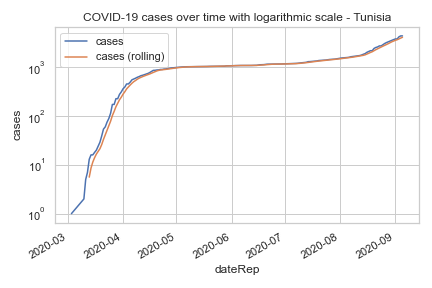 COVID-19 cases over time with logarithmic scale - Tunisia
cases
cases (rolling)
10³
10²
10¹
10⁰
cases
2020-03
2020-04
2020-05
2020-06
2020-07
2020-08
2020-09
dateRep